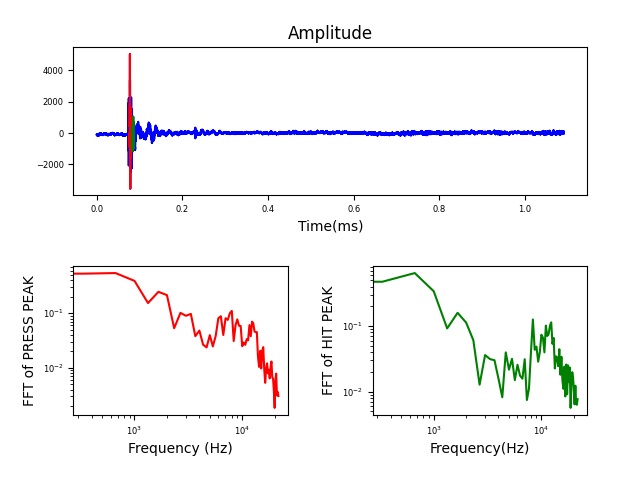 Amplitude
4000
2000
0
−2000
0.0 0.2 0.4 0.6 0.8 1.0
Time(ms)
FFT of PRESS PEAK
10⁻¹
10⁻²
10³ 10⁴
Frequency (Hz)
FFT of HIT PEAK
10⁻¹
10⁻²
10³ 10⁴
Frequency(Hz)